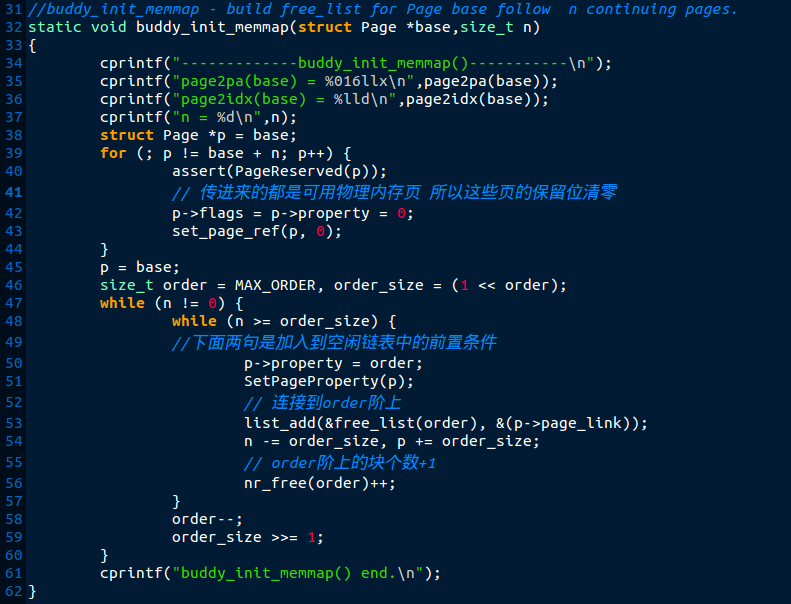 31 //buddy_init_memmap - build free_list for Page base follow  n continuing pages.
32 static void buddy_init_memmap(struct Page *base,size_t n)
33 {
34         cprintf("-------------buddy_init_memmap()-----------\n");
35         cprintf("page2pa(base) = %016llx\n",page2pa(base));
36         cprintf("page2idx(base) = %lld\n",page2idx(base));
37         cprintf("n = %d\n",n);
38         struct Page *p = base;
39         for (; p != base + n; p++) {
40                 assert(PageReserved(p));
41                 // 传进来的都是可用物理内存页 所以这些页的保留位清零
42                 p->flags = p->property = 0;
43                 set_page_ref(p, 0);
44         }
45         p = base;
46         size_t order = MAX_ORDER, order_size = (1 << order);
47         while (n != 0) {
48                 while (n >= order_size) {
49                 //下面两句是加入到空闲链表中的前置条件
50                         p->property = order;
51                         SetPageProperty(p);
52                         // 连接到order阶上
53                         list_add(&free_list(order), &(p->page_link));
54                         n -= order_size, p += order_size;
55                         // order阶上的块个数+1
56                         nr_free(order)++;
57                 }
58                 order--;
59                 order_size >>= 1;
60         }
61         cprintf("buddy_init_memmap() end.\n");
62 }